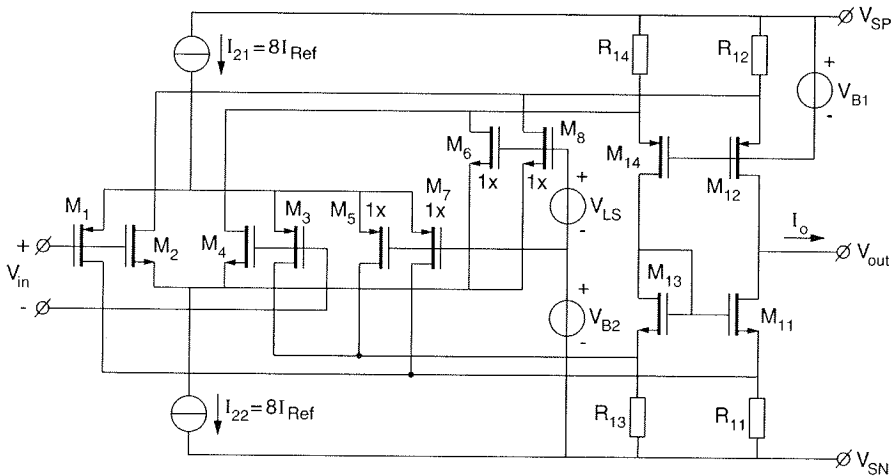 V_SP
I_21 = 8I_Ref
R_14
R_12
+
V_B1
-
M_6
M_8
M_14
M_12
1x
1x
+
V_LS
-
M_1
M_2
M_4
M_3
M_5
1x
M_7
1x
+
V_in
-
I_o
V_out
M_13
M_11
+
V_B2
-
I_22 = 8I_Ref
R_13
R_11
V_SN